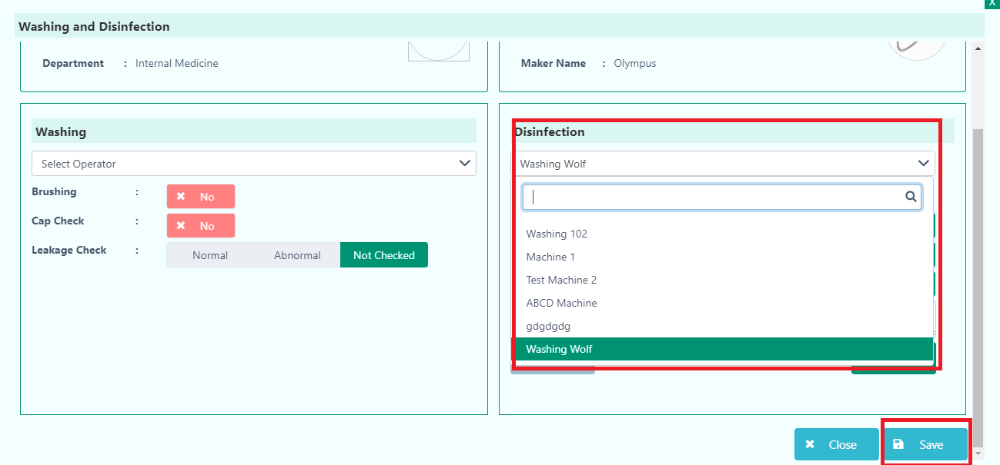 X
Washing and Disinfection
Department : Internal Medicine
Maker Name : Olympus
Washing
Select Operator
Brushing : No
Cap Check : No
Leakage Check : Normal Abnormal Not Checked
Disinfection
Washing Wolf
Washing 102
Machine 1
Test Machine 2
ABCD Machine
gdgdgdg
Washing Wolf
Close
Save